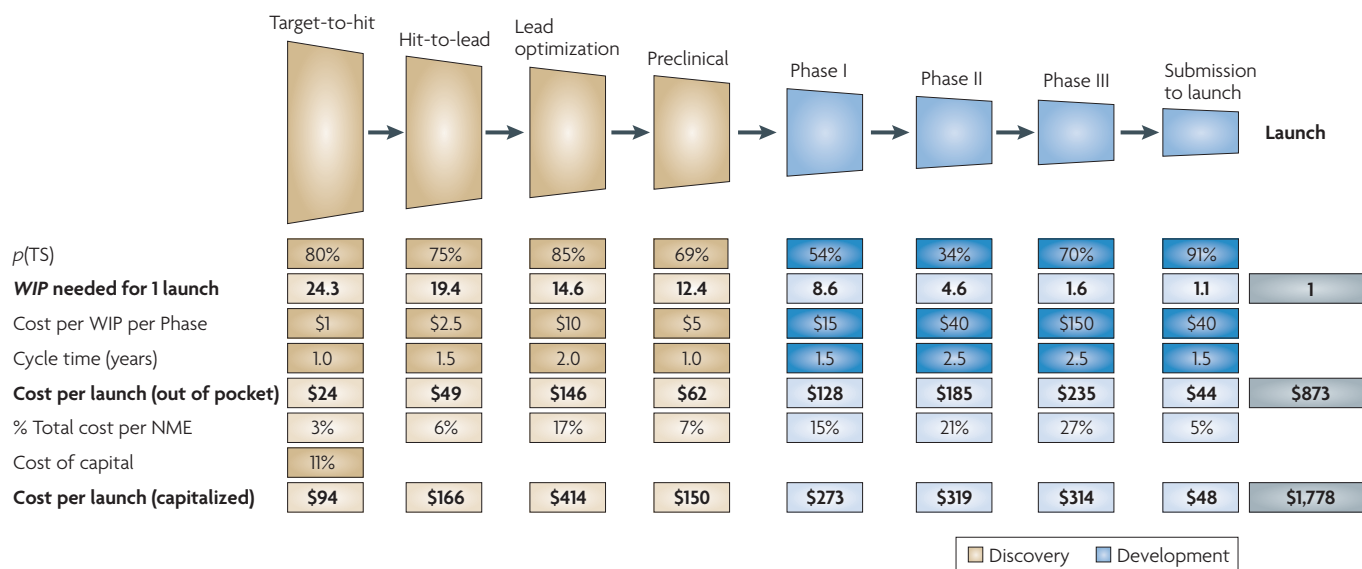 Target-to-hit
Hit-to-lead
Lead
optimization
Preclinical
Phase I
Phase II
Phase III
Submission
to launch
Launch
p(TS) 80% 75% 85% 69% 54% 34% 70% 91%
WIP needed for 1 launch 24.3 19.4 14.6 12.4 8.6 4.6 1.6 1.1 1
Cost per WIP per Phase $1 $2.5 $10 $5 $15 $40 $150 $40
Cycle time (years) 1.0 1.5 2.0 1.0 1.5 2.5 2.5 1.5
Cost per launch (out of pocket) $24 $49 $146 $62 $128 $185 $235 $44 $873
% Total cost per NME 3% 6% 17% 7% 15% 21% 27% 5%
Cost of capital 11%
Cost per launch (capitalized) $94 $166 $414 $150 $273 $319 $314 $48 $1,778
Discovery Development